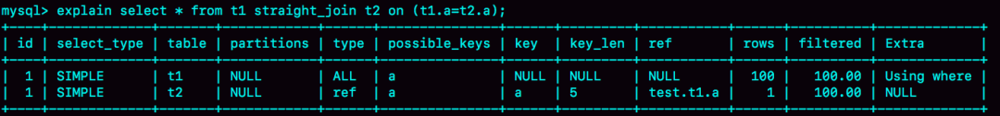 mysql> explain select * from t1 straight_join t2 on (t1.a=t2.a);
+----+-------------+-------+------------+------+---------------+------+---------+-----------+------+----------+-------------+
| id | select_type | table | partitions | type | possible_keys | key | key_len | ref | rows | filtered | Extra |
+----+-------------+-------+------------+------+---------------+------+---------+-----------+------+----------+-------------+
| 1 | SIMPLE | t1 | NULL | ALL | a | NULL | NULL | NULL | 100 | 100.00 | Using where |
| 1 | SIMPLE | t2 | NULL | ref | a | a | 5 | test.t1.a | 1 | 100.00 | NULL |
+----+-------------+-------+------------+------+---------------+------+---------+-----------+------+----------+-------------+